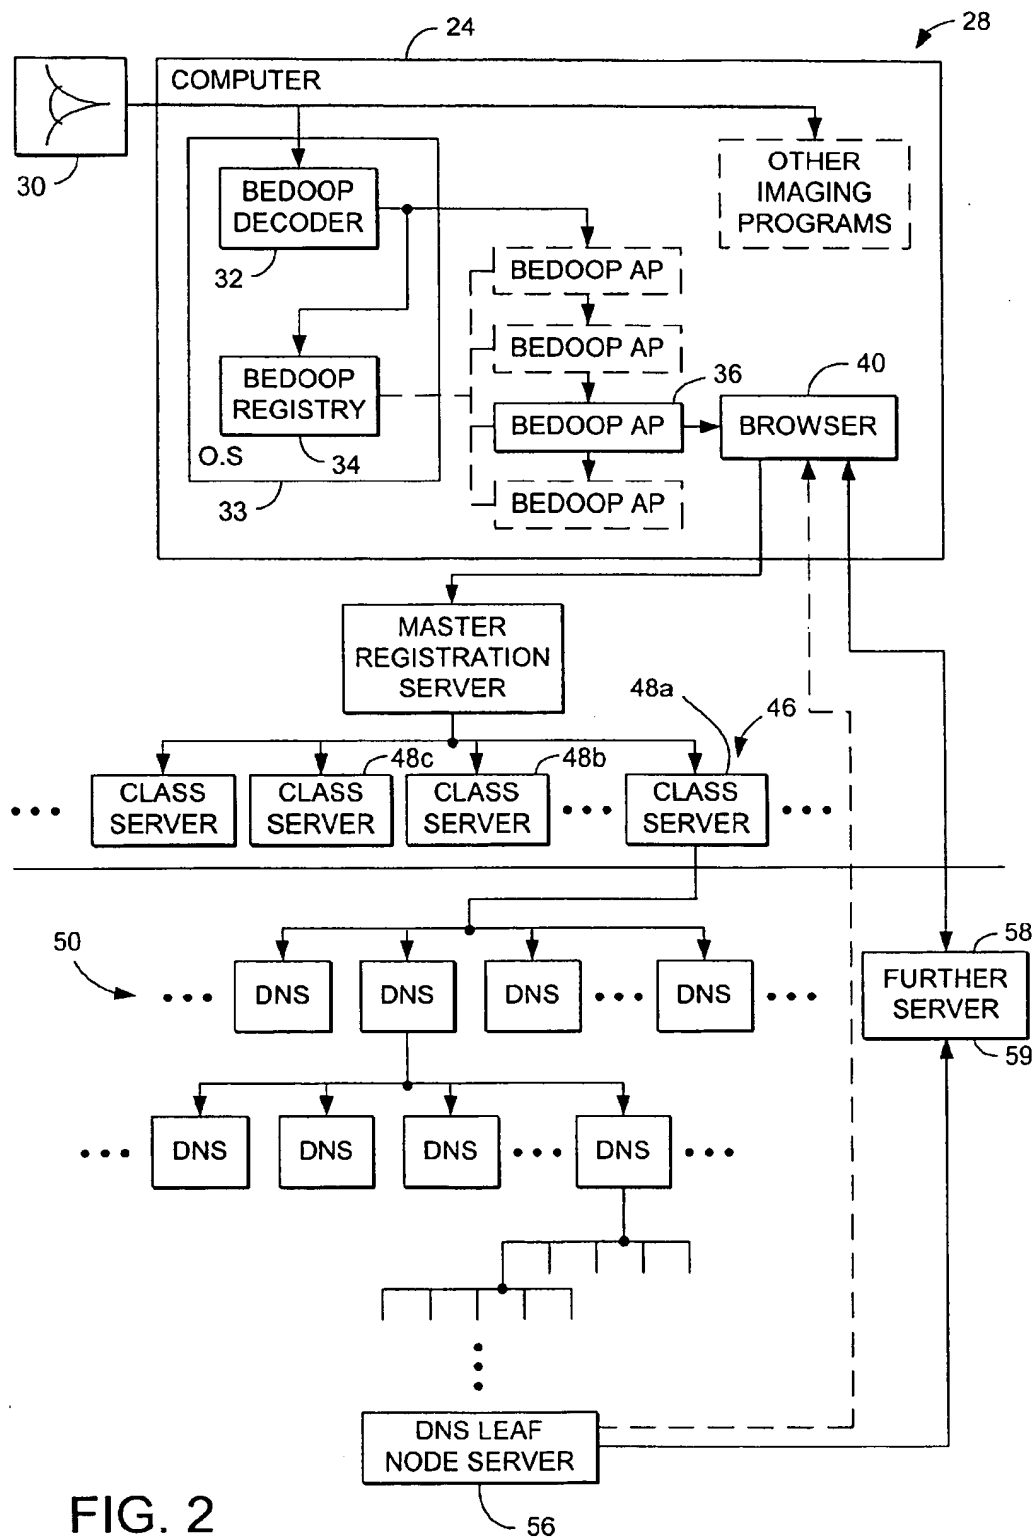 24
28
COMPUTER
30
OTHER
IMAGING
PROGRAMS
BEDOOP
DECODER
32
BEDOOP AP
BEDOOP AP
36
40
BEDOOP
REGISTRY
BEDOOP AP
BROWSER
O.S
34
33
BEDOOP AP
MASTER
REGISTRATION
SERVER
48a
46
48c
48b
CLASS
SERVER
CLASS
SERVER
CLASS
SERVER
CLASS
SERVER
50
58
DNS
DNS
DNS
DNS
FURTHER
SERVER
59
DNS
DNS
DNS
DNS
DNS LEAF
NODE SERVER
56
FIG. 2